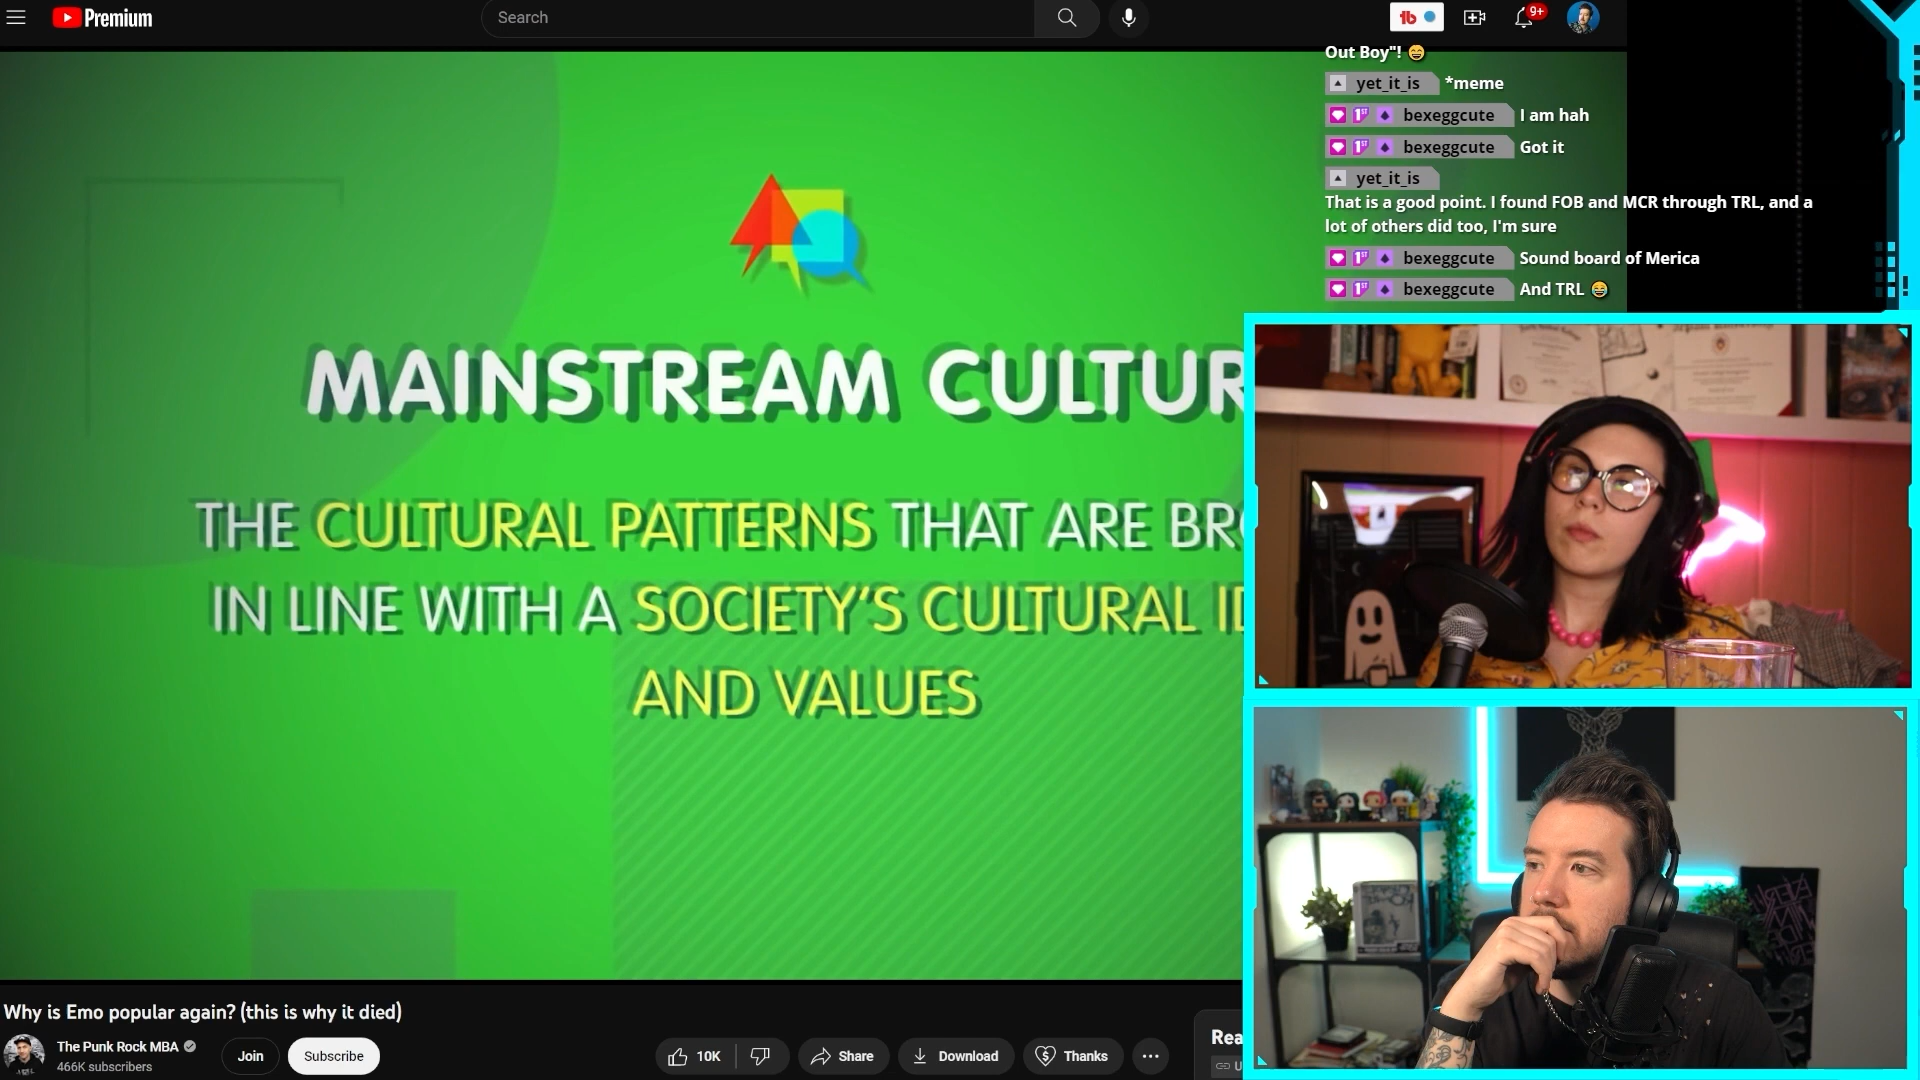 Premium
Search
9+
Out Boy"! 😄
yet_it_is *meme
bexeggcute I am hah
bexeggcute Got it
yet_it_is
That is a good point. I found FOB and MCR through TRL, and a
lot of others did too, I'm sure
bexeggcute Sound board of Merica
bexeggcute And TRL 😄
MAINSTREAM CULTUR
THE CULTURAL PATTERNS THAT ARE BRO
IN LINE WITH A SOCIETY'S CULTURAL ID
AND VALUES
Why is Emo popular again? (this is why it died)
The Punk Rock MBA
466K subscribers
Join
Subscribe
10K
Share
Download
Thanks
Rea